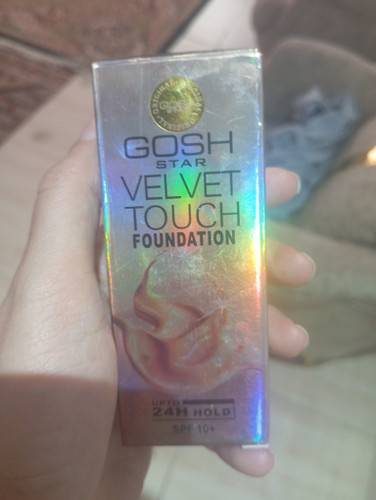 GOSH
STAR
VELVET
TOUCH
FOUNDATION
UPTO
24H HOLD
SPF 10+